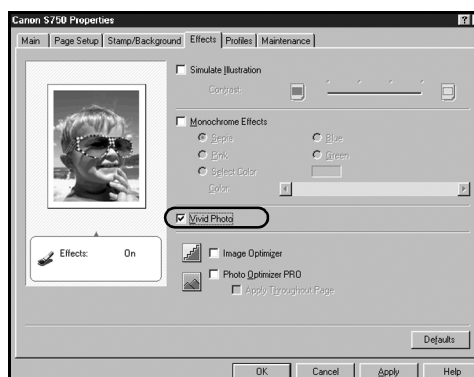 Canon S750 Properties
Main Page Setup Stamp/Background Effects Profiles Maintenance
Simulate Illustration
Contrast:
Monochrome Effects
Sepia Blue
Pink Green
Select Color
Color:
Vivid Photo
Effects: On
Image Optimizer
Photo Optimizer PRO
Apply Throughout Page
Defaults
OK Cancel Apply Help